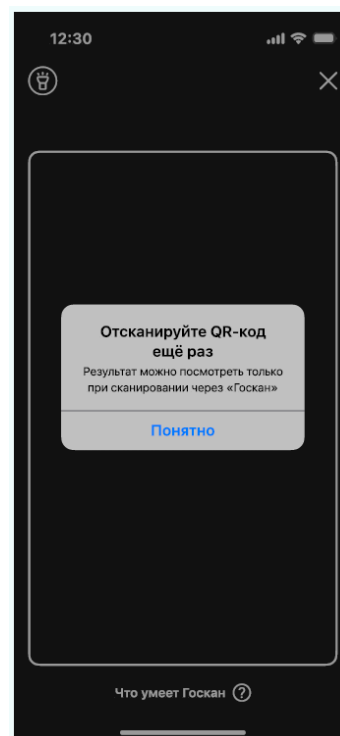 12:30
Отсканируйте QR-код
ещё раз
Результат можно посмотреть только
при сканировании через «Госкан»
Понятно
Что умеет Госкан ?